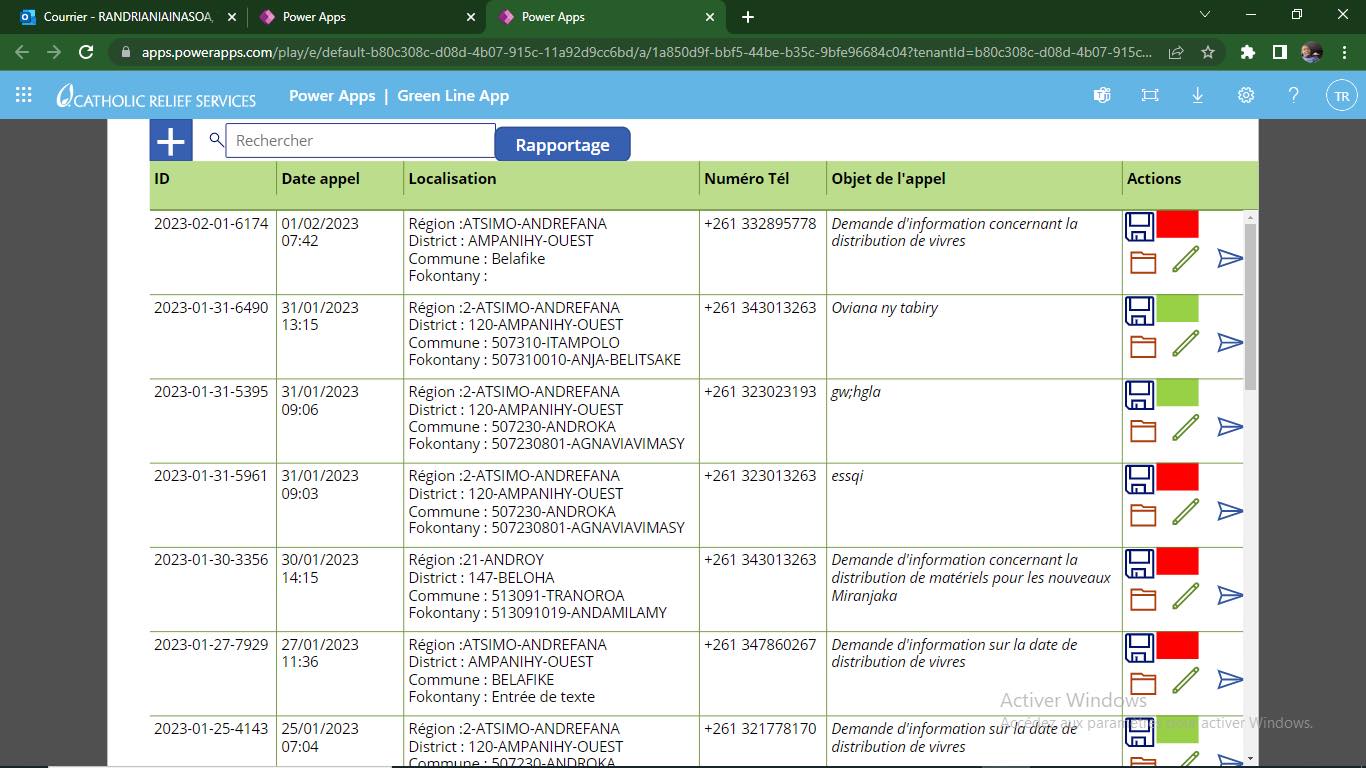 Courrier - RANDRIANIAINASOA,
Power Apps
Power Apps
apps.powerapps.com/play/e/default-b80c308c-d08d-4b07-915c-11a92d9cc6bd/a/1a850d9f-bbf5-44be-b35c-9bfe96684c04?tenantId=b80c308c-d08d-4b07-915c...
CATHOLIC RELIEF SERVICES
Power Apps | Green Line App
TR
Rechercher
Rapportage
ID Date appel Localisation Numéro Tél Objet de l'appel Actions
2023-02-01-6174 01/02/2023 Région :ATSIMO-ANDREFANA +261 332895778 Demande d'information concernant la
07:42 District : AMPANIHY-OUEST distribution de vivres
Commune : Belafike
Fokontany :
2023-01-31-6490 31/01/2023 Région :2-ATSIMO-ANDREFANA +261 343013263 Oviana ny tabiry
13:15 District : 120-AMPANIHY-OUEST
Commune : 507310-ITAMPOLO
Fokontany : 507310010-ANJA-BELITSAKE
2023-01-31-5395 31/01/2023 Région :2-ATSIMO-ANDREFANA +261 323023193 gw;hgla
09:06 District : 120-AMPANIHY-OUEST
Commune : 507230-ANDROKA
Fokontany : 507230801-AGNAVIAVIMASY
2023-01-31-5961 31/01/2023 Région :2-ATSIMO-ANDREFANA +261 323013263 essqi
09:03 District : 120-AMPANIHY-OUEST
Commune : 507230-ANDROKA
Fokontany : 507230801-AGNAVIAVIMASY
2023-01-30-3356 30/01/2023 Région :21-ANDROY +261 343013263 Demande d'information concernant la
14:15 District : 147-BELOHA distribution de matériels pour les nouveaux
Commune : 513091-TRANOROA Miranjaka
Fokontany : 513091019-ANDAMILAMY
2023-01-27-7929 27/01/2023 Région :ATSIMO-ANDREFANA +261 347860267 Demande d'information sur la date de
11:36 District : AMPANIHY-OUEST distribution de vivres
Commune : BELAFIKE
Fokontany : Entrée de texte
Activer Windows
Accédez aux paramètres pour activer Windows.
2023-01-25-4143 25/01/2023 Région :2-ATSIMO-ANDREFANA +261 321778170 Demande d'information sur la date de
07:04 District : 120-AMPANIHY-OUEST distribution de vivres
Commune : 507230-ANDROKA